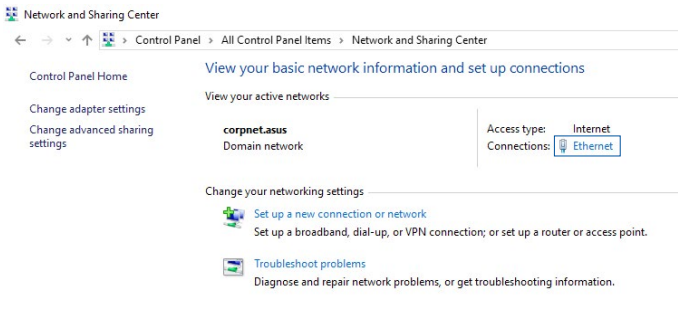 Network and Sharing Center
Control Panel > All Control Panel Items > Network and Sharing Center
Control Panel Home
Change adapter settings
Change advanced sharing
settings
View your basic network information and set up connections
View your active networks
corpnet.asus
Domain network
Access type: Internet
Connections: Ethernet
Change your networking settings
Set up a new connection or network
Set up a broadband, dial-up, or VPN connection; or set up a router or access point.
Troubleshoot problems
Diagnose and repair network problems, or get troubleshooting information.